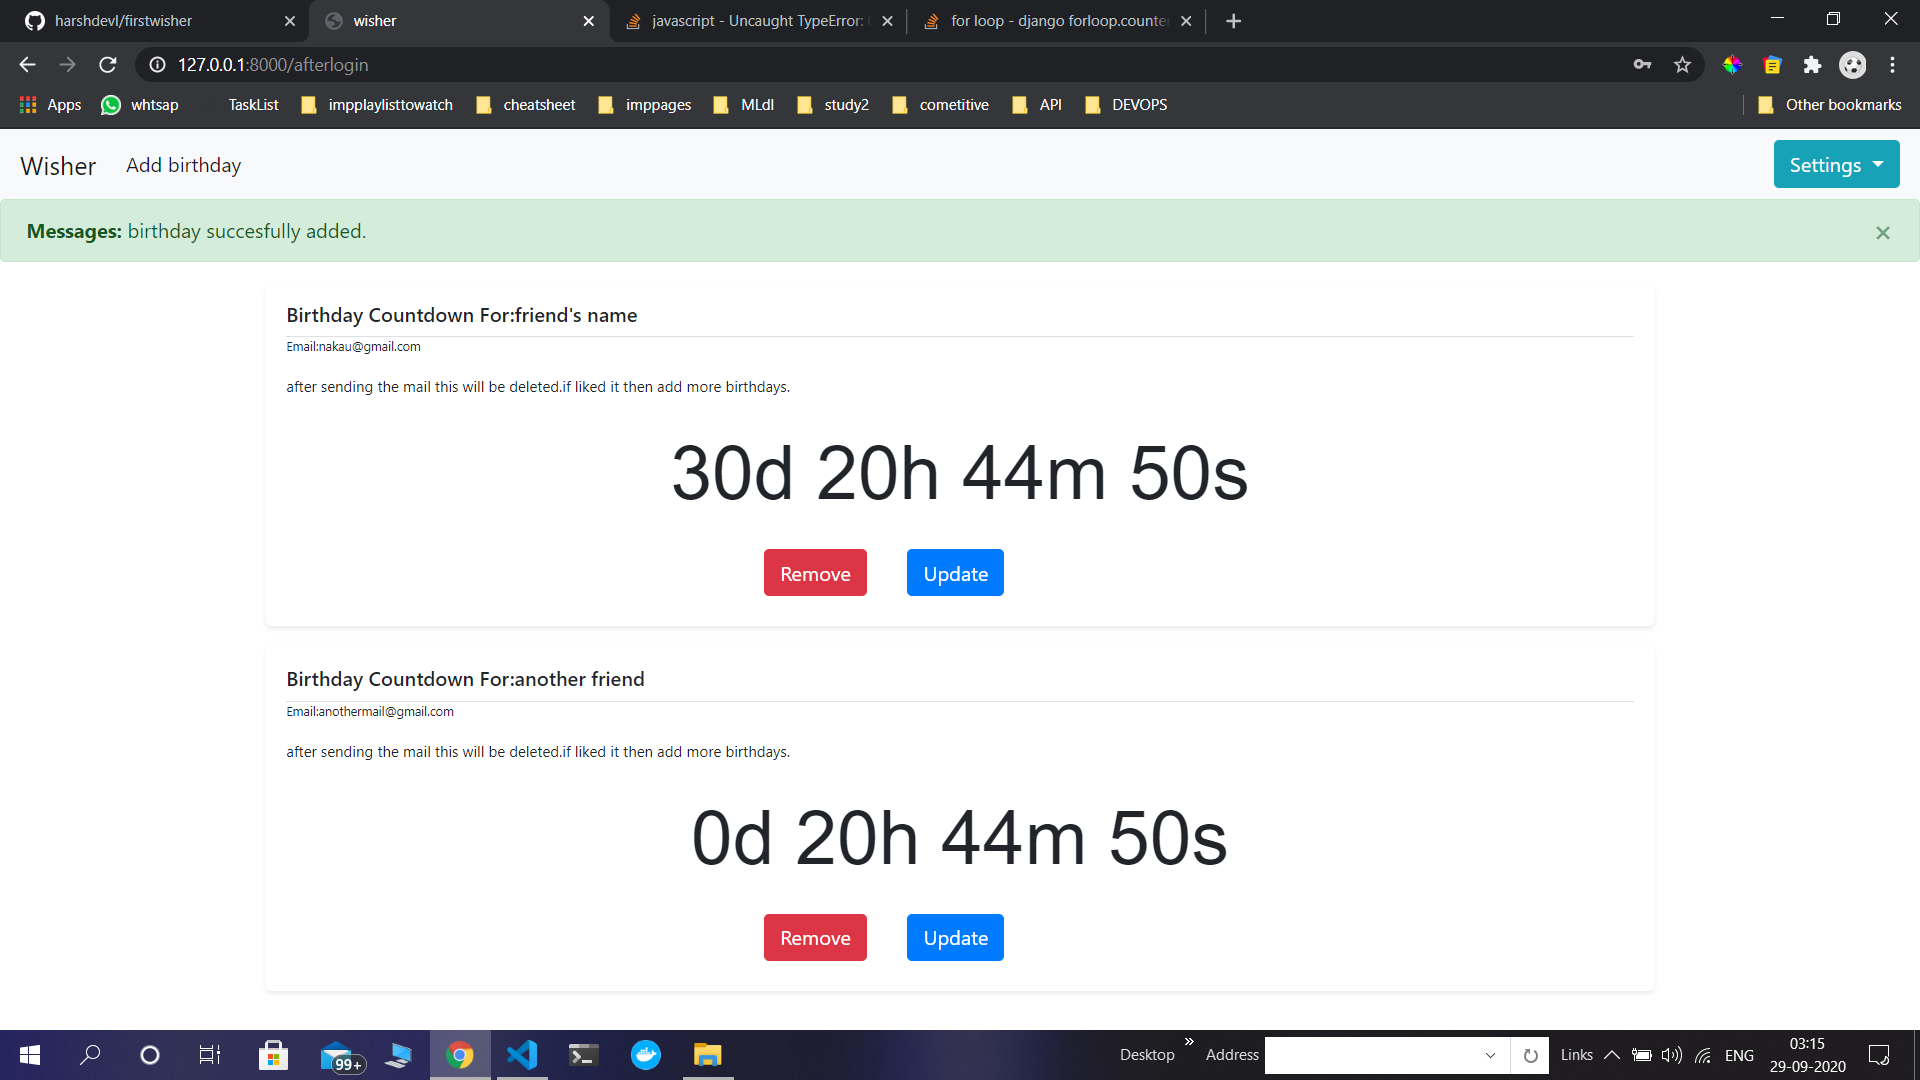 harshdevl/firstwisher
wisher
javascript - Uncaught TypeError:
for loop - django forloop.counter
127.0.0.1:8000/afterlogin
Apps
whtsap
TaskList
impplaylisttowatch
cheatsheet
imppages
MLdl
study2
cometitive
API
DEVOPS
Other bookmarks
Wisher
Add birthday
Settings
Messages: birthday succesfully added.
×
Birthday Countdown For:friend's name
Email:nakau@gmail.com
after sending the mail this will be deleted.if liked it then add more birthdays.
30d 20h 44m 50s
Remove
Update
Birthday Countdown For:another friend
Email:anothermail@gmail.com
after sending the mail this will be deleted.if liked it then add more birthdays.
0d 20h 44m 50s
Remove
Update
99+
Desktop
Address
Links
ENG
03:15
29-09-2020